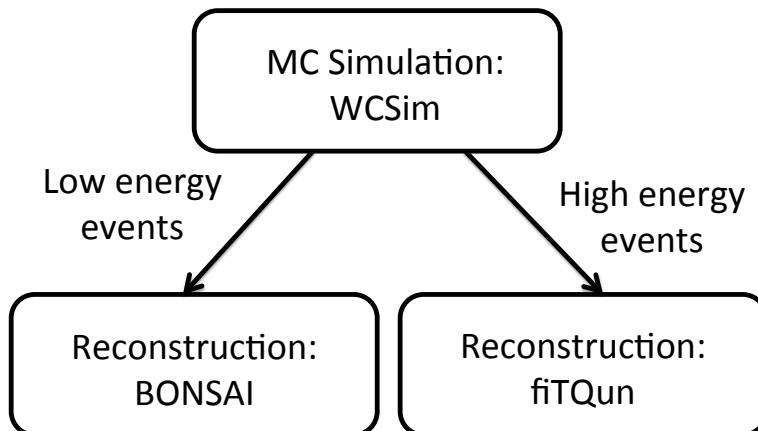 MC Simulation:
WCSim
Low energy
events
High energy
events
Reconstruction:
BONSAI
Reconstruction:
fiTQun